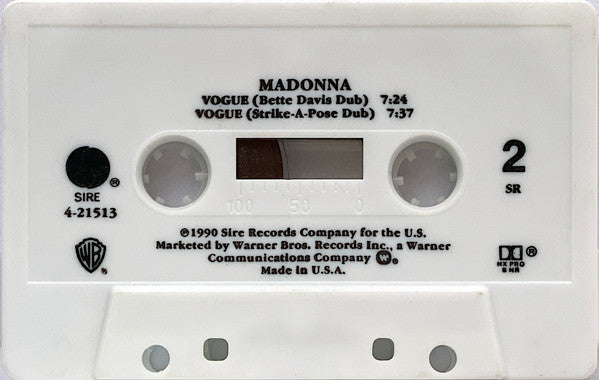 MADONNA
VOGUE (Bette Davis Dub) 7:24
VOGUE (Strike-A-Pose Dub) 7:37
®
SIRE
4-21513
2
SR
100 50 0
℗1990 Sire Records Company for the U.S.
Marketed by Warner Bros. Records Inc., a Warner
Communications Company ®
Made in U.S.A.
WB ®
®
HX PRO
B NR